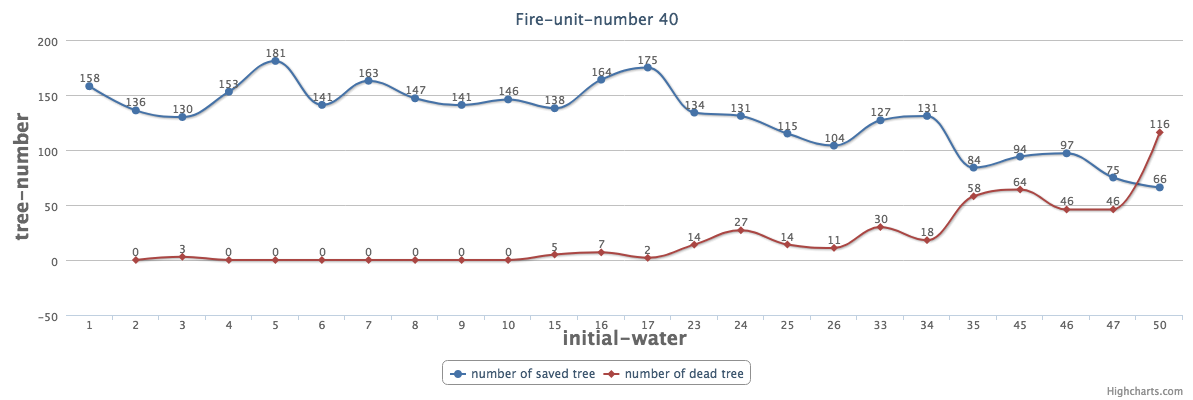 Fire-unit-number 40
tree-number
200
150
100
50
0
-50
158 136 130 153 181 141 163 147 141 146 138 164 175 134 131 115 104 127 131 84 94 97 75 66
0 3 0 0 0 0 0 0 0 5 7 2 14 27 14 11 30 18 58 64 46 46 116
1 2 3 4 5 6 7 8 9 10 15 16 17 23 24 25 26 33 34 35 45 46 47 50
initial-water
number of saved tree number of dead tree
Highcharts.com